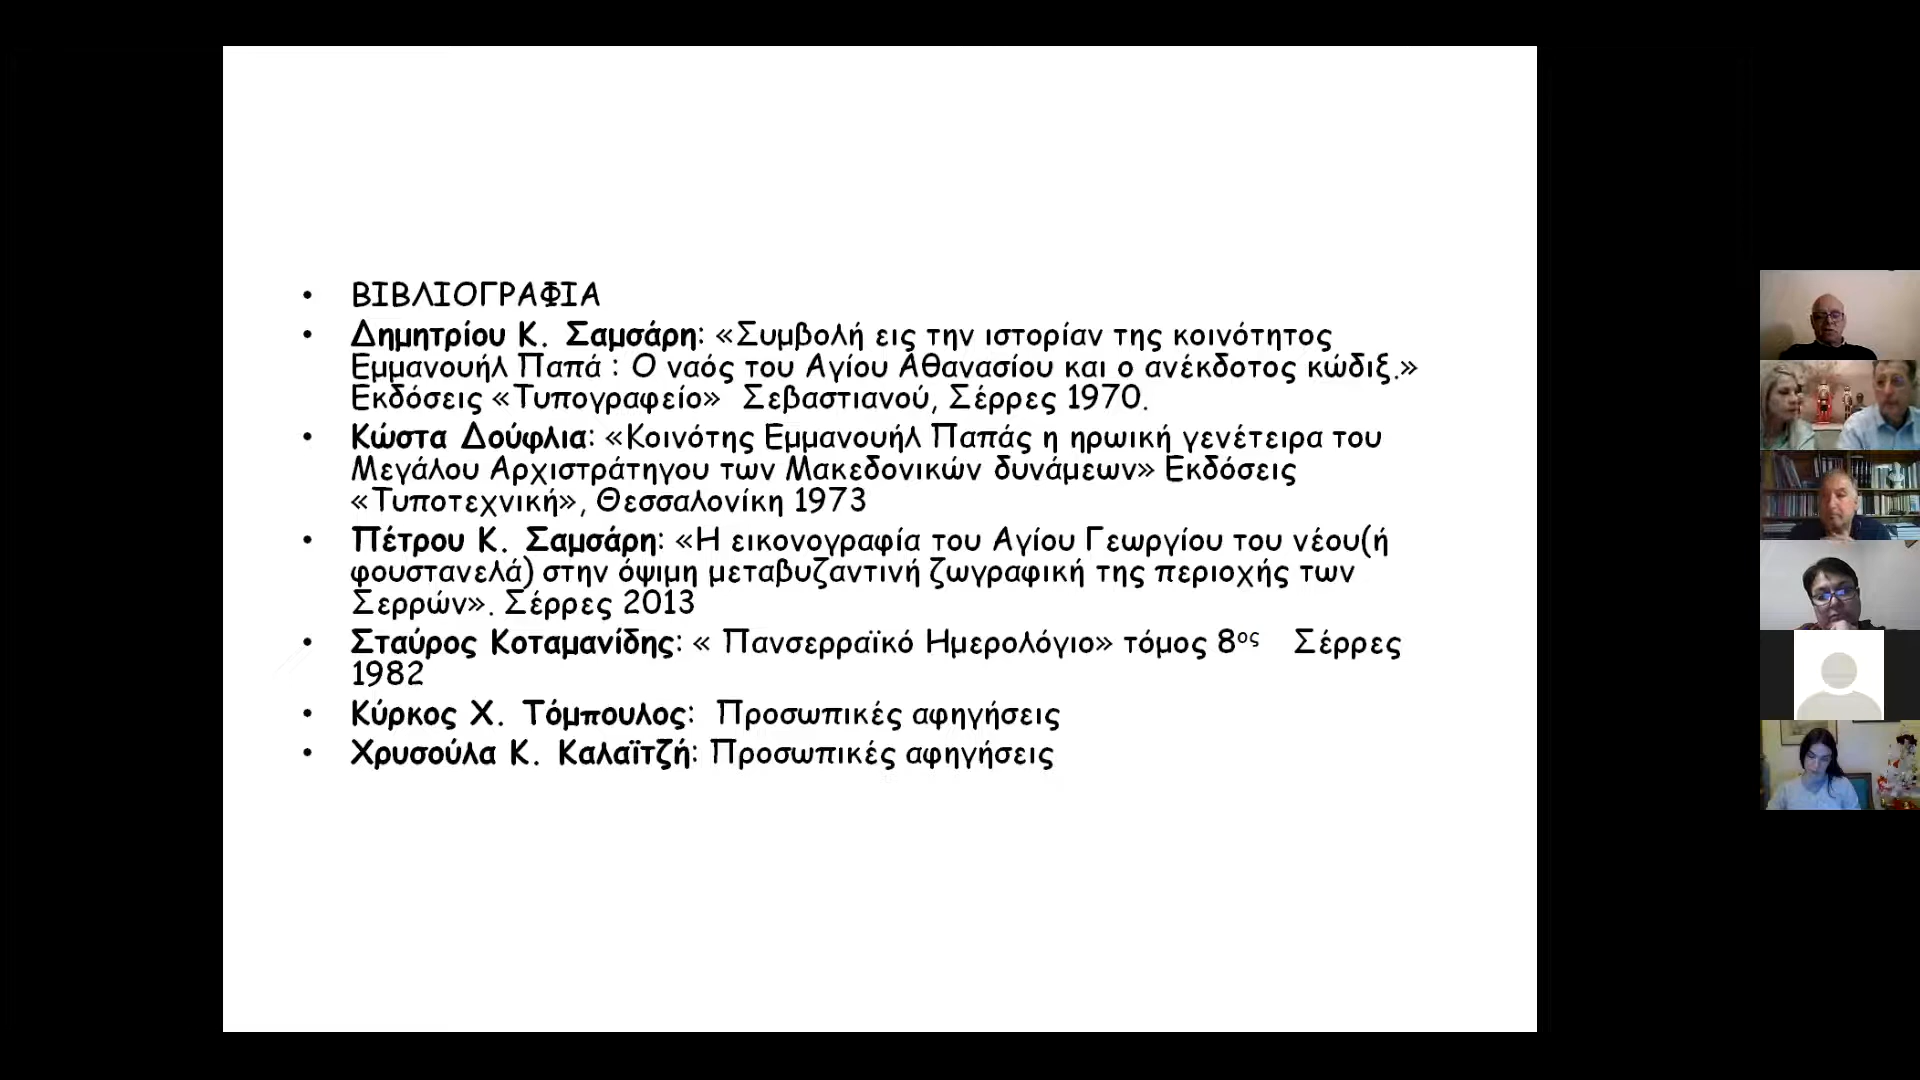 • ΒΙΒΛΙΟΓΡΑΦΙΑ
• Δημητρίου Κ. Σαμσάρη: «Συμβολή εις την ιστορίαν της κοινότητος
Εμμανουήλ Παπά : Ο ναός του Αγίου Αθανασίου και ο ανέκδοτος κώδιξ.»
Εκδόσεις «Τυπογραφείο» Σεβαστιανού, Σέρρες 1970.
• Κώστα Δούφλια: «Κοινότης Εμμανουήλ Παπάς η ηρωική γενέτειρα του
Μεγάλου Αρχιστράτηγου των Μακεδονικών δυνάμεων» Εκδόσεις
«Τυποτεχνική», Θεσσαλονίκη 1973
• Πέτρου Κ. Σαμσάρη: «Η εικονογραφία του Αγίου Γεωργίου του νέου(ή
φουστανελά) στην όψιμη μεταβυζαντινή ζωγραφική της περιοχής των
Σερρών». Σέρρες 2013
• Σταύρος Κοταμανίδης: « Πανσερραϊκό Ημερολόγιο» τόμος 8ος Σέρρες
1982
• Κύρκος Χ. Τόμπουλος: Προσωπικές αφηγήσεις
• Χρυσούλα Κ. Καλαϊτζή: Προσωπικές αφηγήσεις